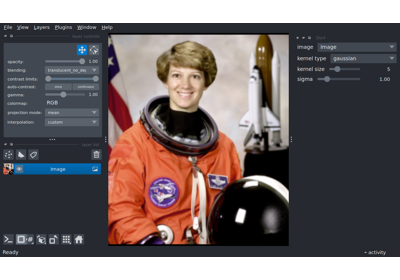 File View Layers Plugins Window Help
opacity: 1.00
blending: translucent_no_dep
contrast limits:
auto-contrast: once continuous
gamma: 1.00
colormap: RGB
projection mode: mean
interpolation: custom
Image
image Image
kernel type gaussian
kernel size 5
sigma 1.00
Ready
activity